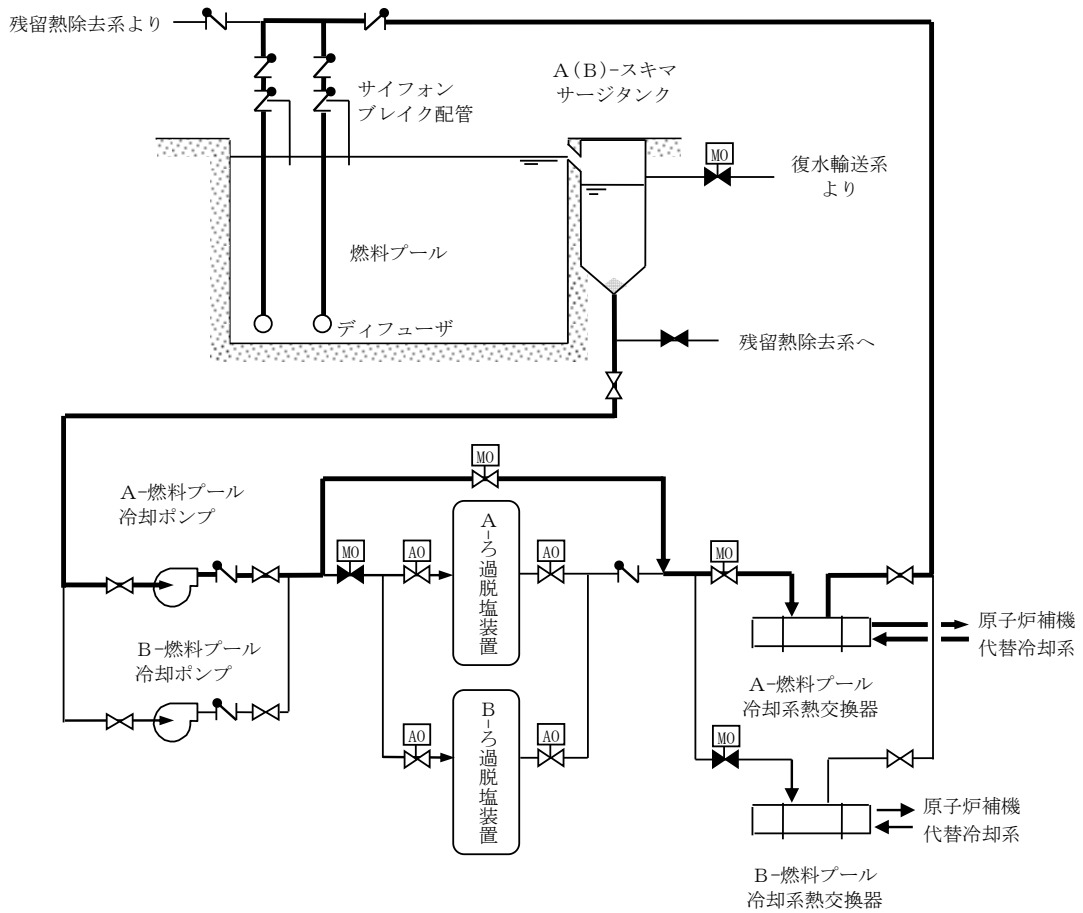 残留熱除去系より
サイフォン
ブレイク配管
A(B)-スキマ
サージタンク
MO
復水輸送系
より
燃料プール
ディフューザ
残留熱除去系へ
MO
A-燃料プール
冷却ポンプ
MO
AO
A-ろ過脱塩装置
AO
MO
原子炉補機
代替冷却系
B-燃料プール
冷却ポンプ
A-燃料プール
冷却系熱交換器
AO
B-ろ過脱塩装置
AO
MO
原子炉補機
代替冷却系
B-燃料プール
冷却系熱交換器